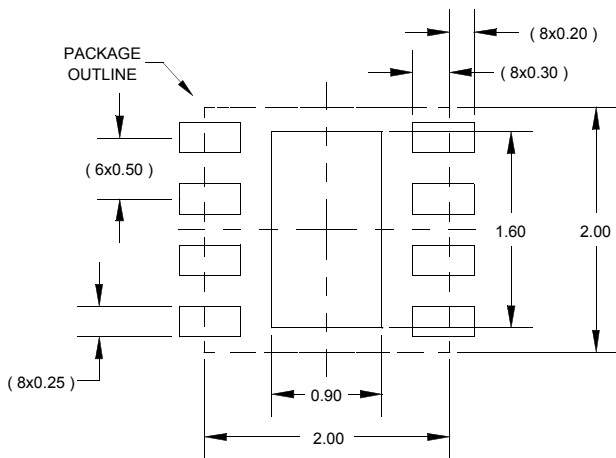 ( 8x0.20 )
PACKAGE
OUTLINE
( 8x0.30 )
( 6x0.50 )
1.60
2.00
( 8x0.25 )
0.90
2.00